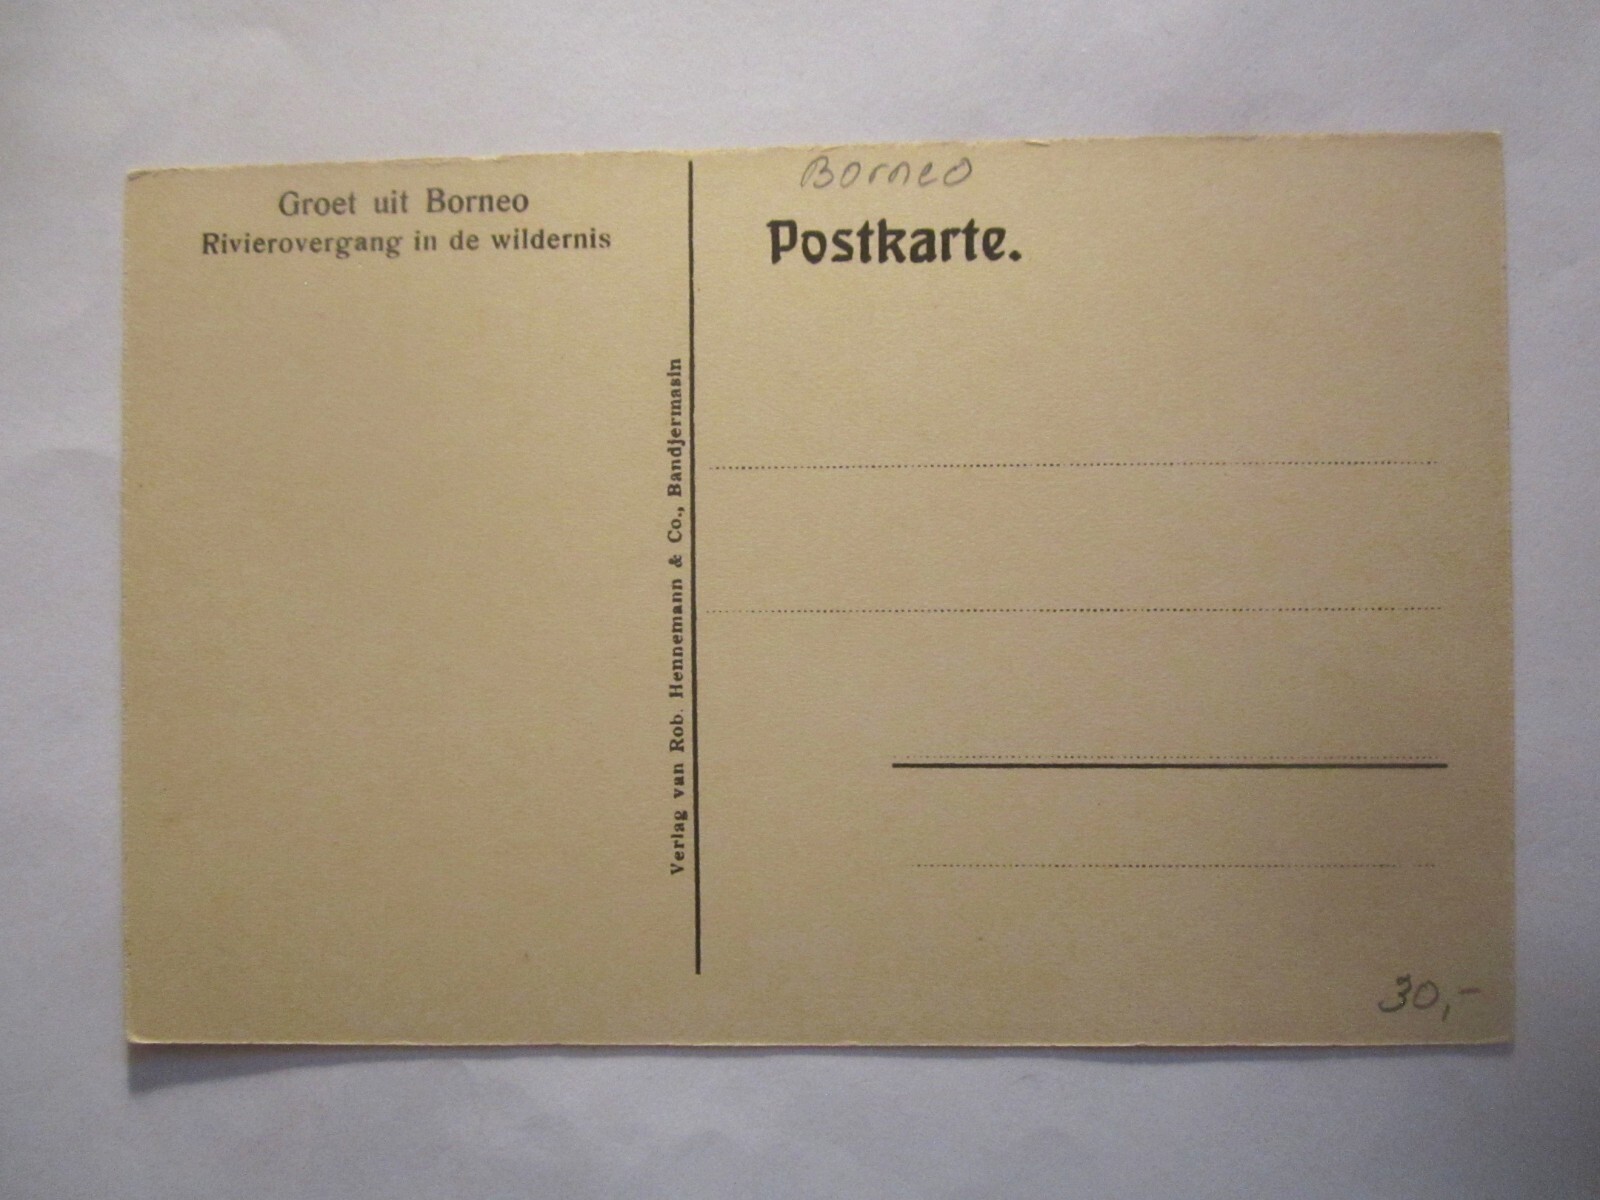 Groet uit Borneo
Rivierovergang in de wildernis
Verlag van Rob. Hennemann & Co., Bandjermasin
Borneo
Postkarte.
30,-